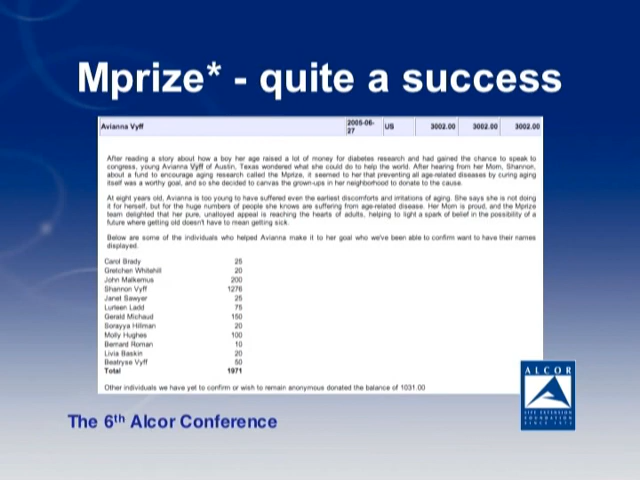 Mprize* - quite a success
Avianna Vyff 2005-06-27 US 3002.00 3002.00 3002.00
After reading a story about how a boy her age raised a lot of money for diabetes research and had gained the chance to speak to
congress, young Avianna Vyff of Austin, Texas wondered what she could do to help the world. After hearing from her Mom, Shannon,
about a fund to encourage aging research called the Mprize, it seemed to her that preventing all age-related diseases by curing aging
itself was a worthy goal, and so she decided to canvas the grown-ups in her neighborhood to donate to the cause.
At eight years old, Avianna is too young to have suffered even the earliest discomforts and irritations of aging. She says she is not doing
it for herself, but for the huge numbers of people she knows are suffering from age-related disease. Her Mom is proud, and the Mprize
team delighted that her pure, unalloyed appeal is reaching the hearts of adults, helping to light a spark of belief in the possibility of a
future where getting old doesn't have to mean getting sick.
Below are some of the individuals who helped Avianna make it to her goal who we've been able to confirm want to have their names
displayed.
Carol Brady 25
Gretchen Whitehill 20
John Malkemus 200
Shannon Vyff 1276
Janet Sawyer 25
Lurleen Ladd 75
Gerald Michaud 150
Sorayya Hillman 20
Molly Hughes 100
Bernard Roman 10
Livia Baskin 20
Beatryse Vyff 50
Total 1971
Other individuals we have yet to confirm or wish to remain anonymous donated the balance of 1031.00
ALCOR
LIFE EXTENSION
FOUNDATION
SINCE 1972
The 6th Alcor Conference